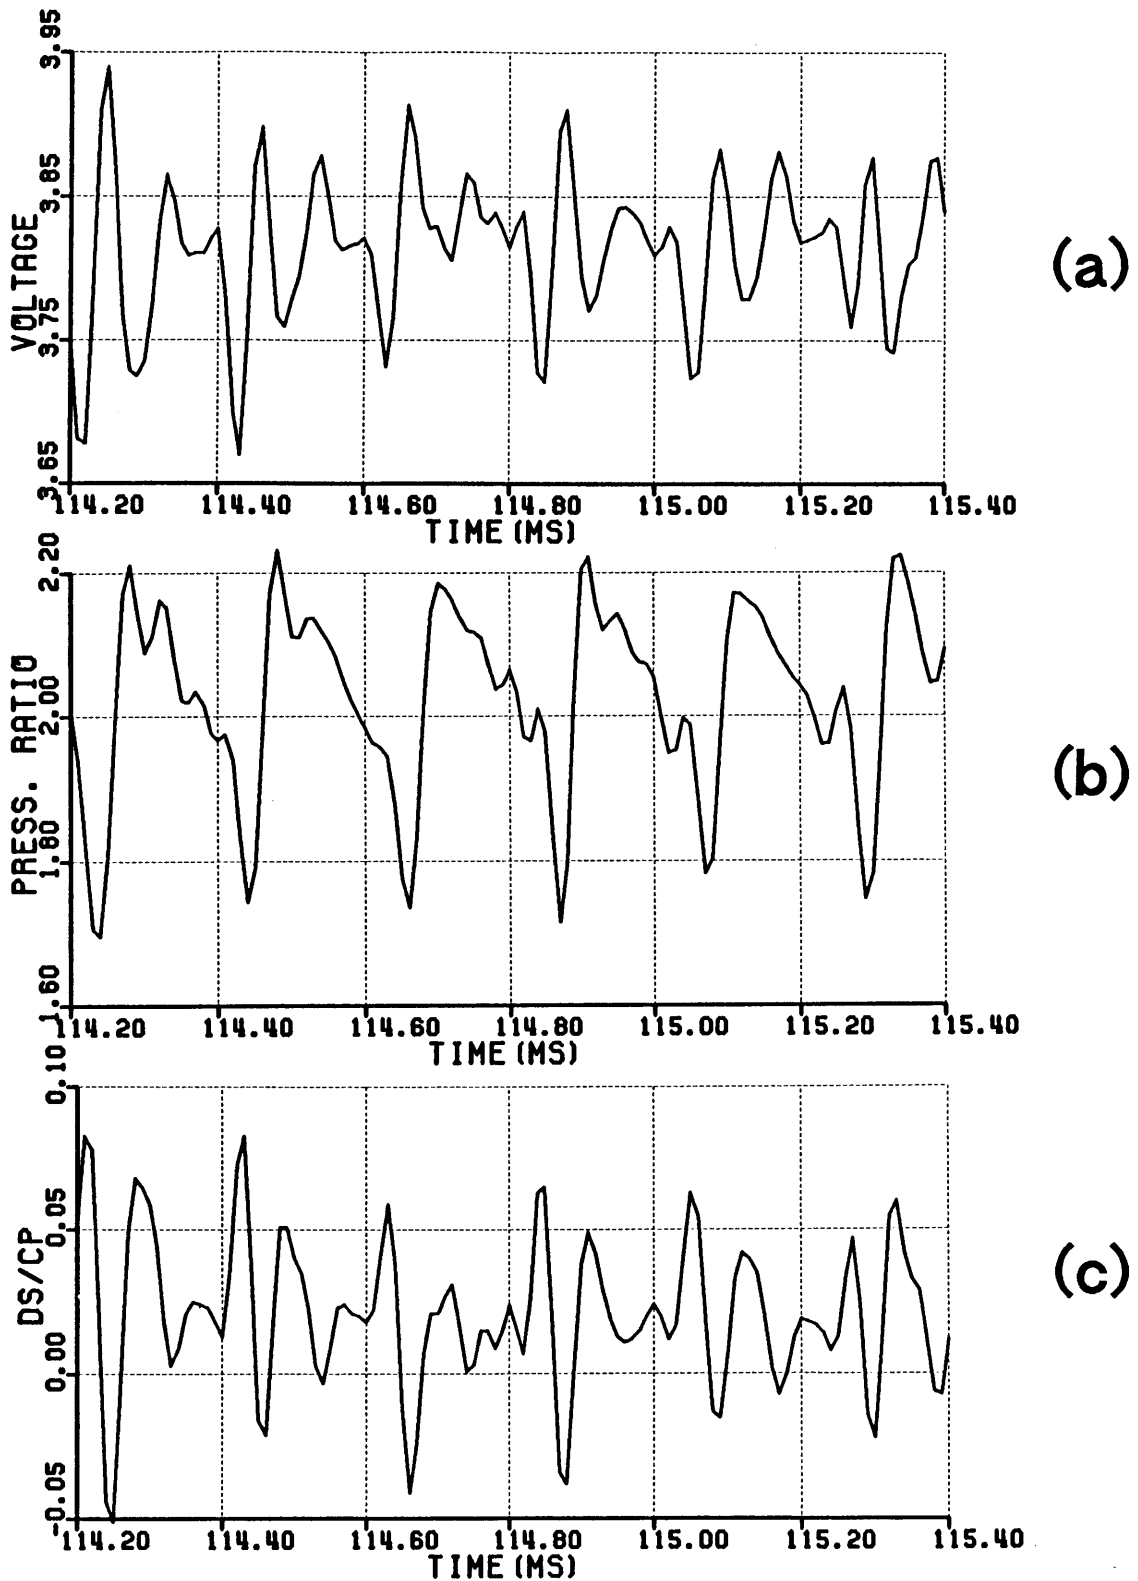 3.95
3.85
3.75
3.65
VOLTAGE
114.20 114.40 114.60 114.80 115.00 115.20 115.40
TIME (MS)
(a)
2.20
2.00
1.80
1.60
PRESS. RATIO
114.20 114.40 114.60 114.80 115.00 115.20 115.40
TIME (MS)
(b)
0.10
0.05
0.00
-0.05
DS/CP
114.20 114.40 114.60 114.80 115.00 115.20 115.40
TIME (MS)
(c)